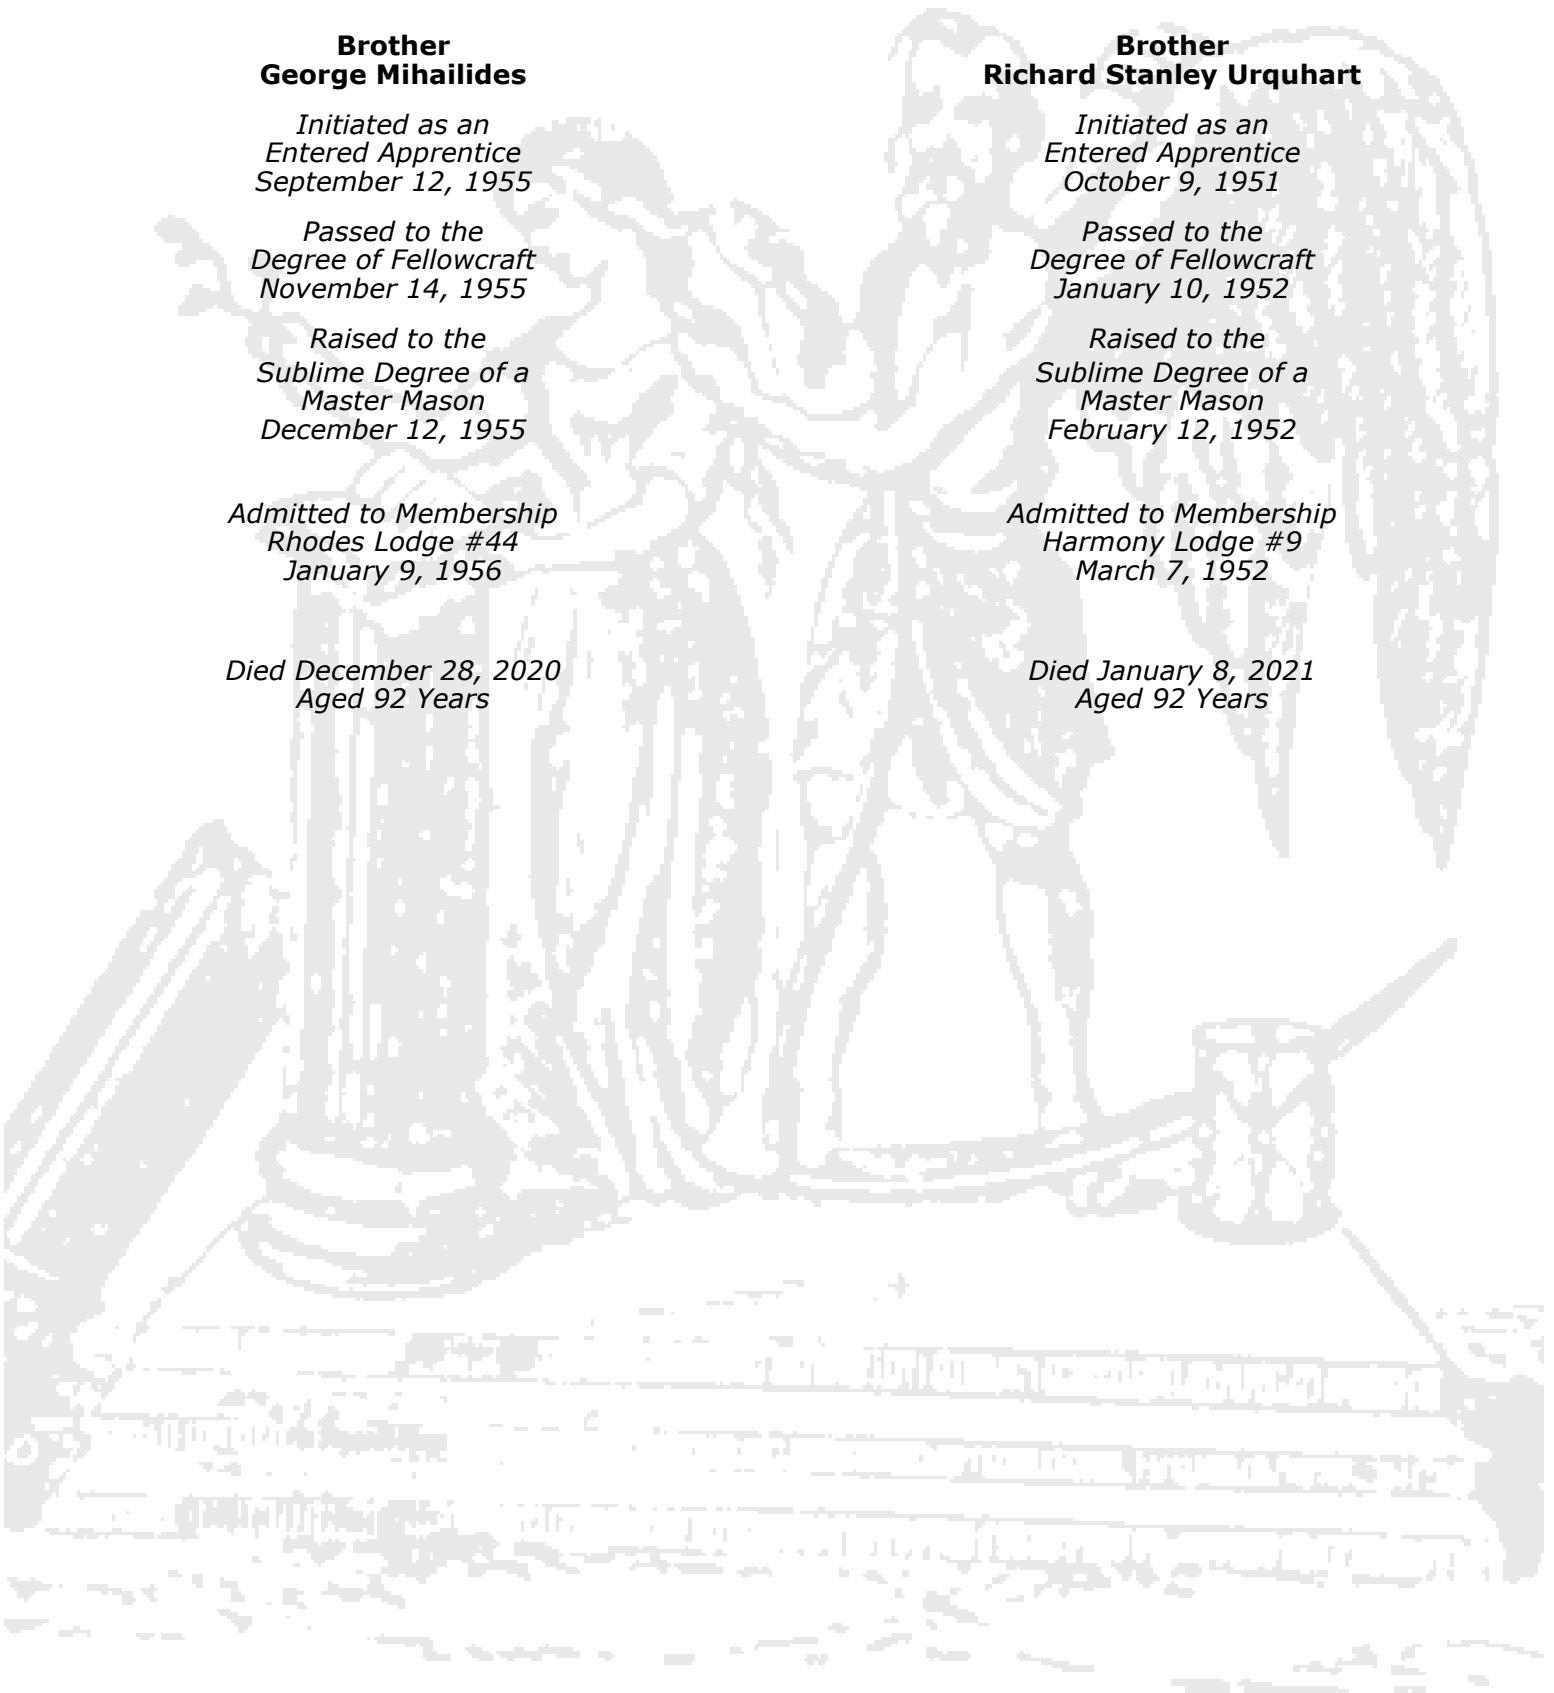 Brother
George Mihailides
Initiated as an
Entered Apprentice
September 12, 1955
Passed to the
Degree of Fellowcraft
November 14, 1955
Raised to the
Sublime Degree of a
Master Mason
December 12, 1955
Admitted to Membership
Rhodes Lodge #44
January 9, 1956
Died December 28, 2020
Aged 92 Years
Brother
Richard Stanley Urquhart
Initiated as an
Entered Apprentice
October 9, 1951
Passed to the
Degree of Fellowcraft
January 10, 1952
Raised to the
Sublime Degree of a
Master Mason
February 12, 1952
Admitted to Membership
Harmony Lodge #9
March 7, 1952
Died January 8, 2021
Aged 92 Years